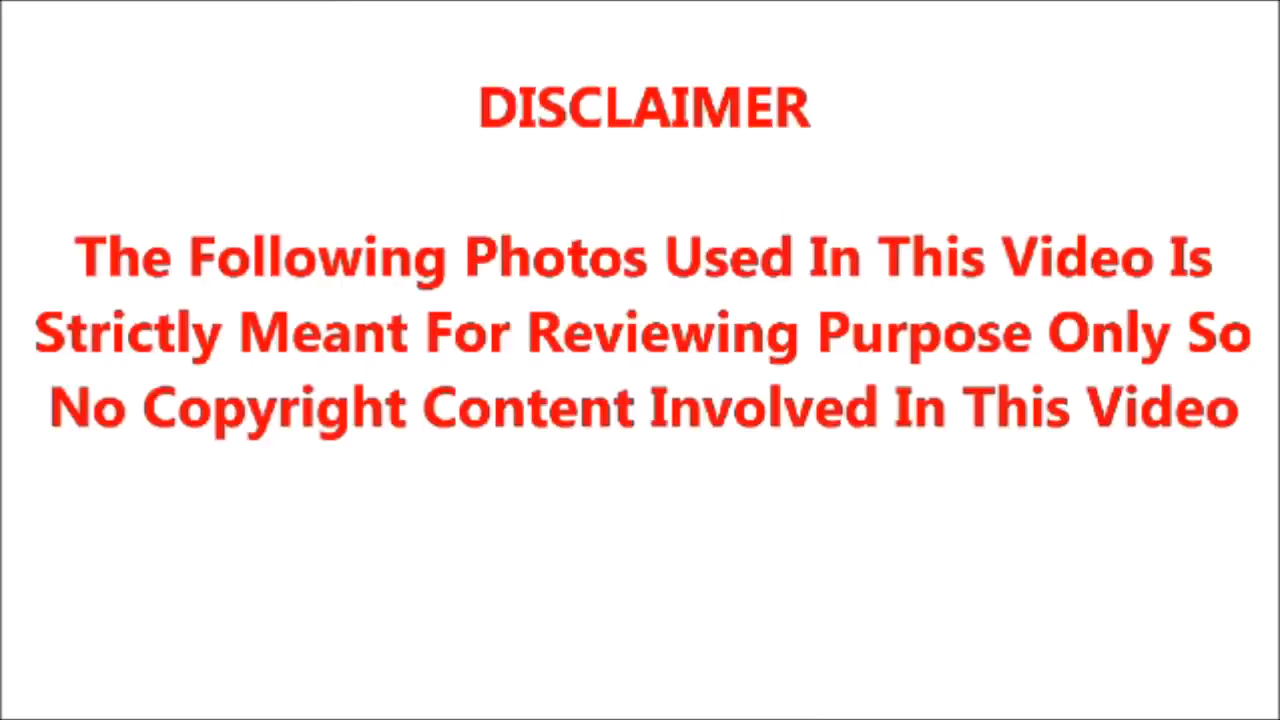 DISCLAIMER
The Following Photos Used In This Video Is
Strictly Meant For Reviewing Purpose Only So
No Copyright Content Involved In This Video